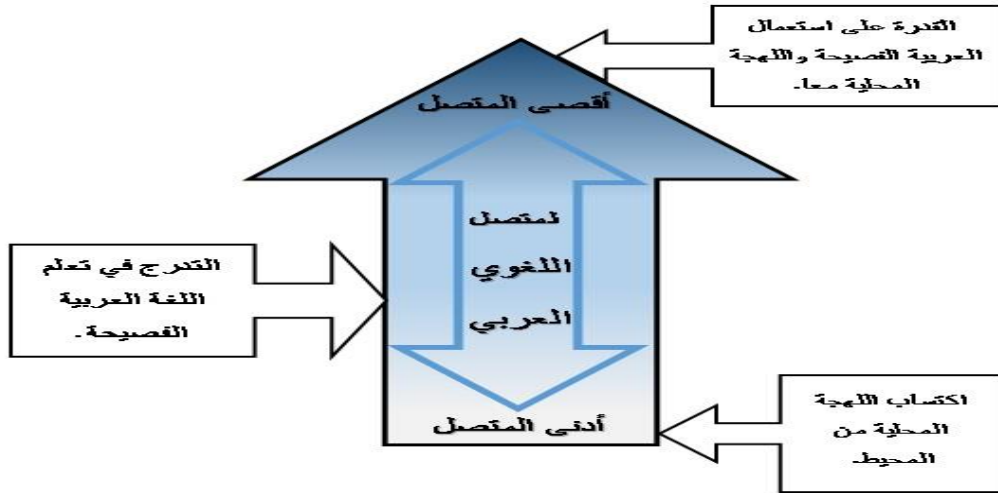 القدرة على استعمال
العربية الفصيحة واللهجة
المحلية معا.
أقصى المتصل
لمتصل
اللغوي
العربي
التدرج في تعلم
اللغة العربية
الفصيحة.
أدنى المتصل
اكتساب اللهجة
المحلية من
المحيط.